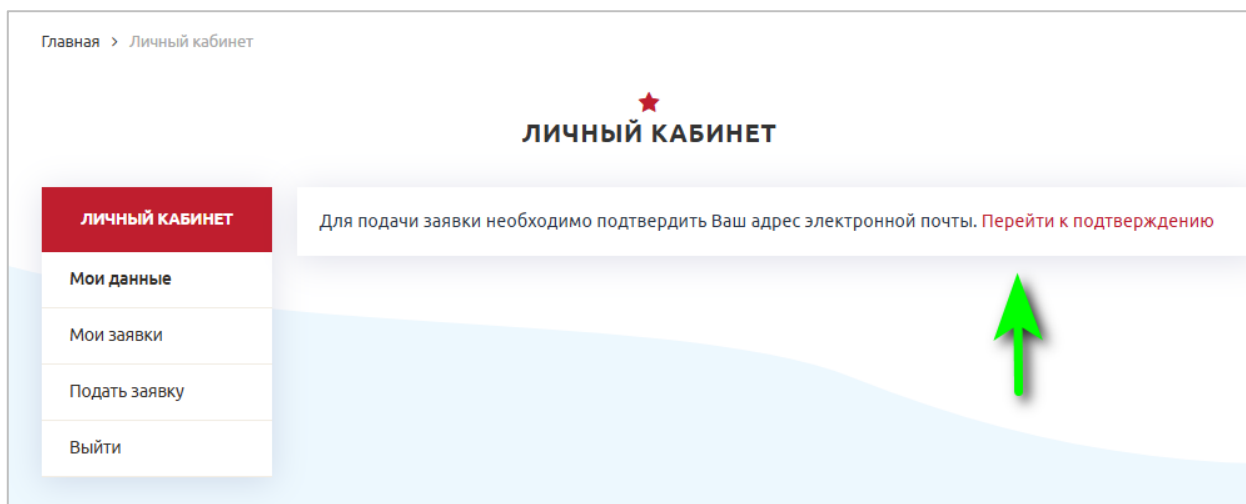 Главная > Личный кабинет
ЛИЧНЫЙ КАБИНЕТ
ЛИЧНЫЙ КАБИНЕТ
Для подачи заявки необходимо подтвердить Ваш адрес электронной почты. Перейти к подтверждению
Мои данные
Мои заявки
Подать заявку
Выйти